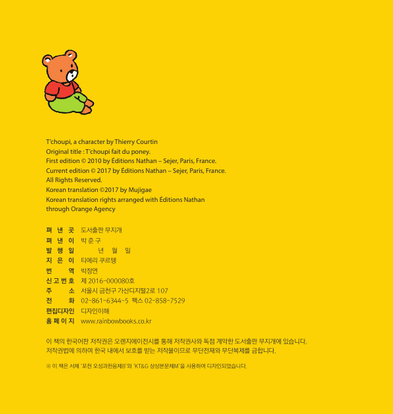 T'choupi, a character by Thierry Courtin
Original title : T'choupi fait du poney.
First edition © 2010 by Éditions Nathan – Sejer, Paris, France.
Current edition © 2017 by Éditions Nathan – Sejer, Paris, France.
All Rights Reserved.
Korean translation ©2017 by Mujigae
Korean translation rights arranged with Éditions Nathan
through Orange Agency
펴 낸 곳 도서출판 무지개
펴 낸 이 박준구
발 행 일 년 월 일
지 은 이 티에리 쿠르탱
번 역 박정연
신고번호 제 2016-000080호
주 소 서울시 금천구 가산디지털2로 107
전 화 02-861-6344~5 팩스 02-858-7529
편집디자인 디자인이때
홈페이지 www.rainbowbooks.co.kr
이 책의 한국어판 저작권은 오렌지에이전시를 통해 저작권사와 독점 계약한 도서출판 무지개에 있습니다.
저작권법에 의하여 한국 내에서 보호를 받는 저작물이므로 무단전재와 무단복제를 금합니다.
※ 이 책은 서체 '포천 오성과한음체B'와 'KT&G 상상본문체M'을 사용하여 디자인되었습니다.